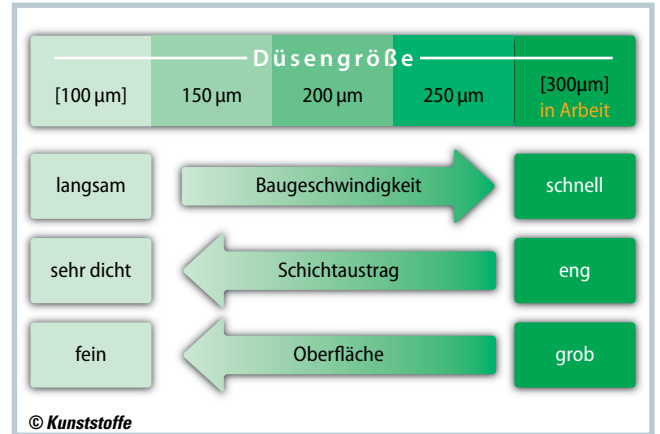 Düsengröße
[100 µm] 150 µm 200 µm 250 µm [300µm]
in Arbeit
langsam Baugeschwindigkeit schnell
sehr dicht Schichtaustrag eng
fein Oberfläche grob
© Kunststoffe